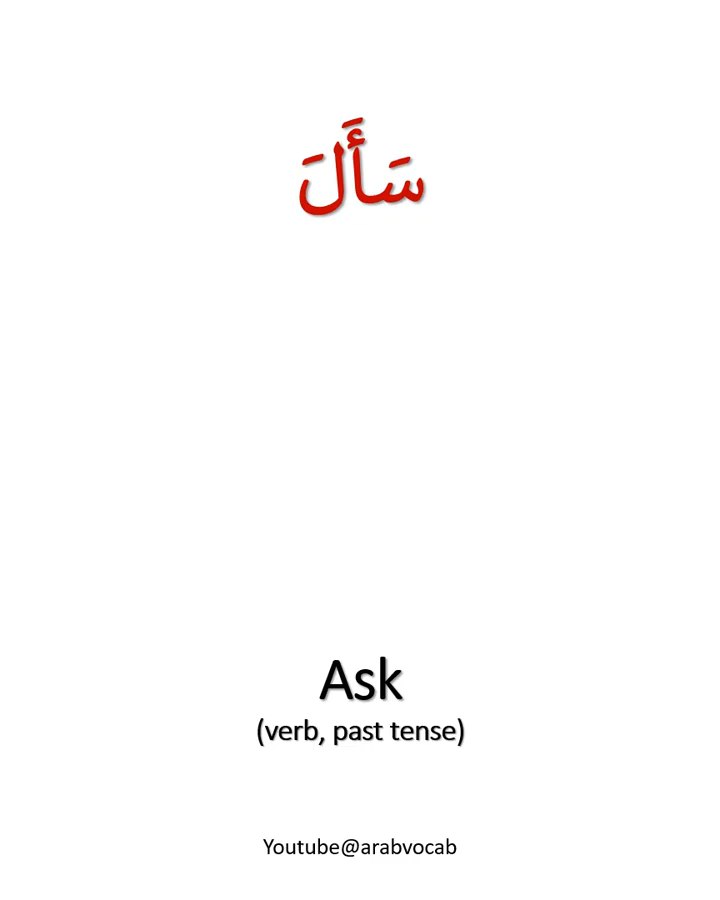 سَأَلَ
Ask
(verb, past tense)
Youtube@arabvocab